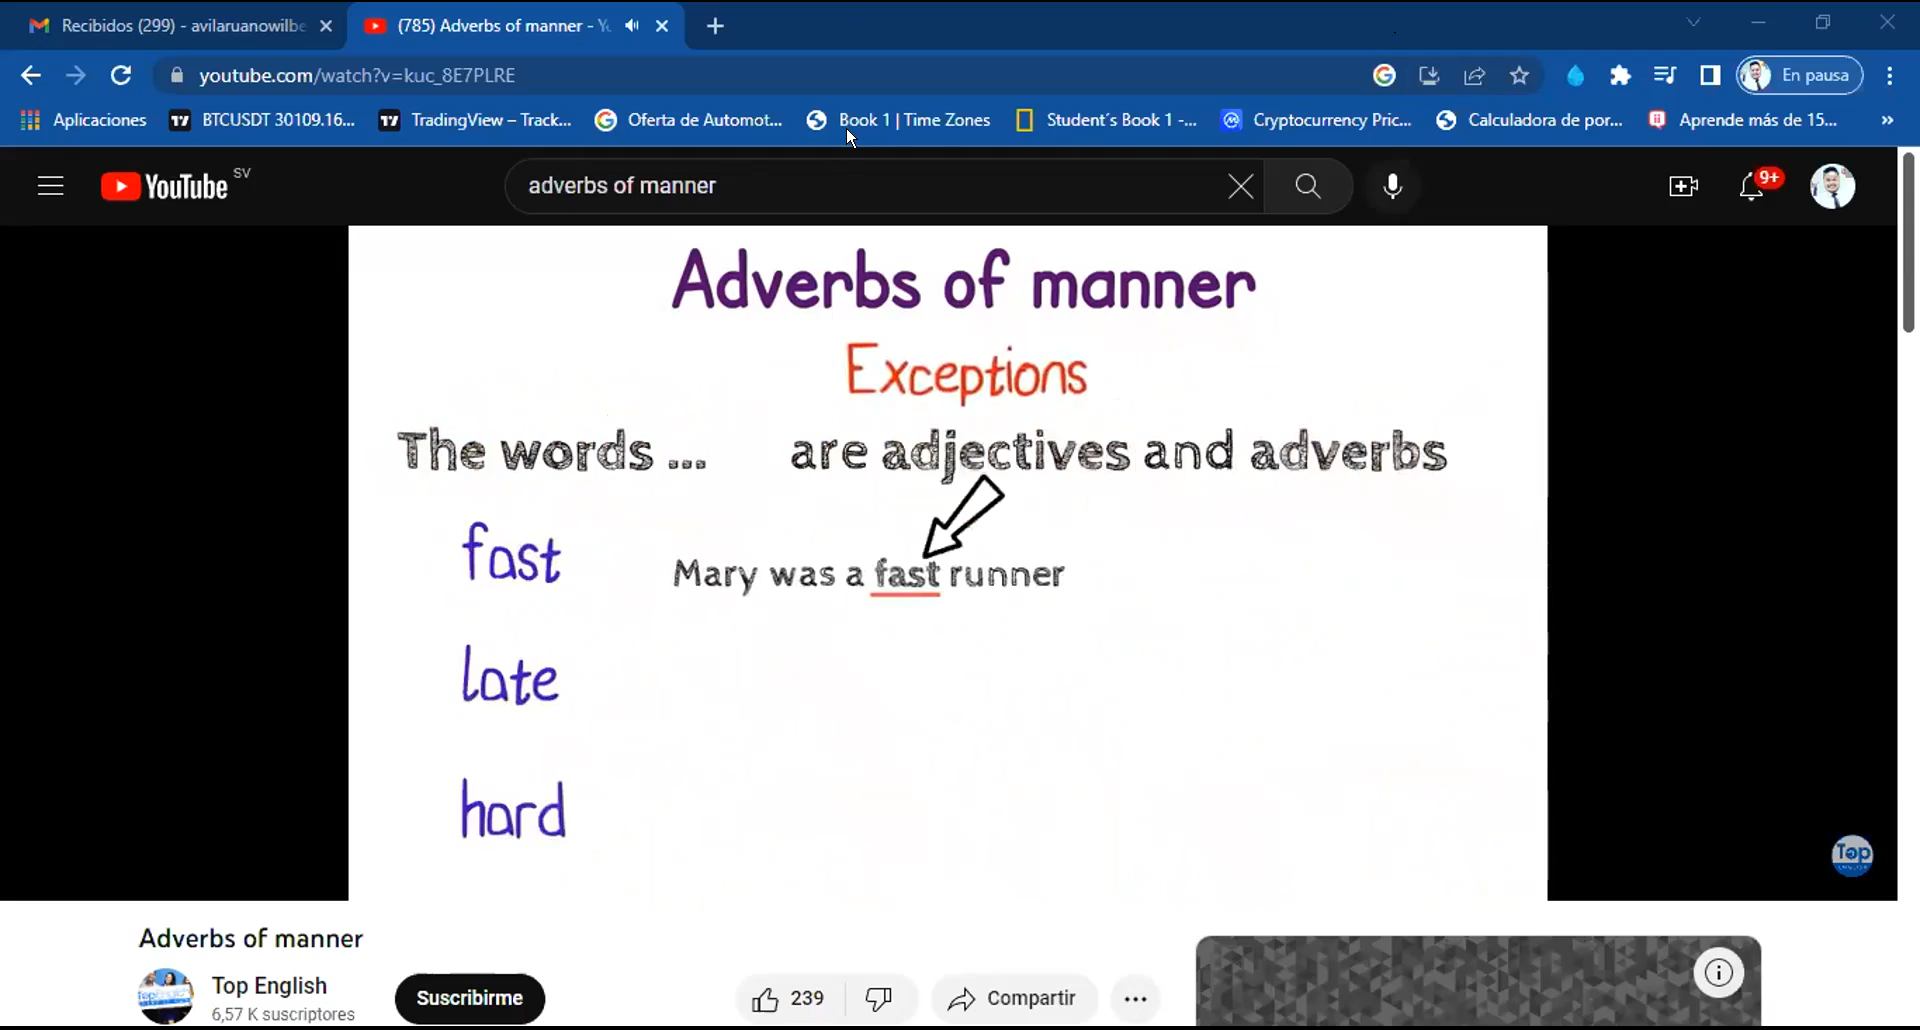 Recibidos (299) - avilaruanowilbe
(785) Adverbs of manner - Yo
youtube.com/watch?v=kuc_8E7PLRE
En pausa
Aplicaciones
BTCUSDT 30109.16...
TradingView – Track...
Oferta de Automot...
Book 1 | Time Zones
Student´s Book 1 -...
Cryptocurrency Pric...
Calculadora de por...
Aprende más de 15...
»
YouTube SV
adverbs of manner
9+
Adverbs of manner
Exceptions
The words ... are adjectives and adverbs
fast
Mary was a fast runner
late
hard
Top
Adverbs of manner
Top English
6,57 K suscriptores
Suscribirme
239
Compartir